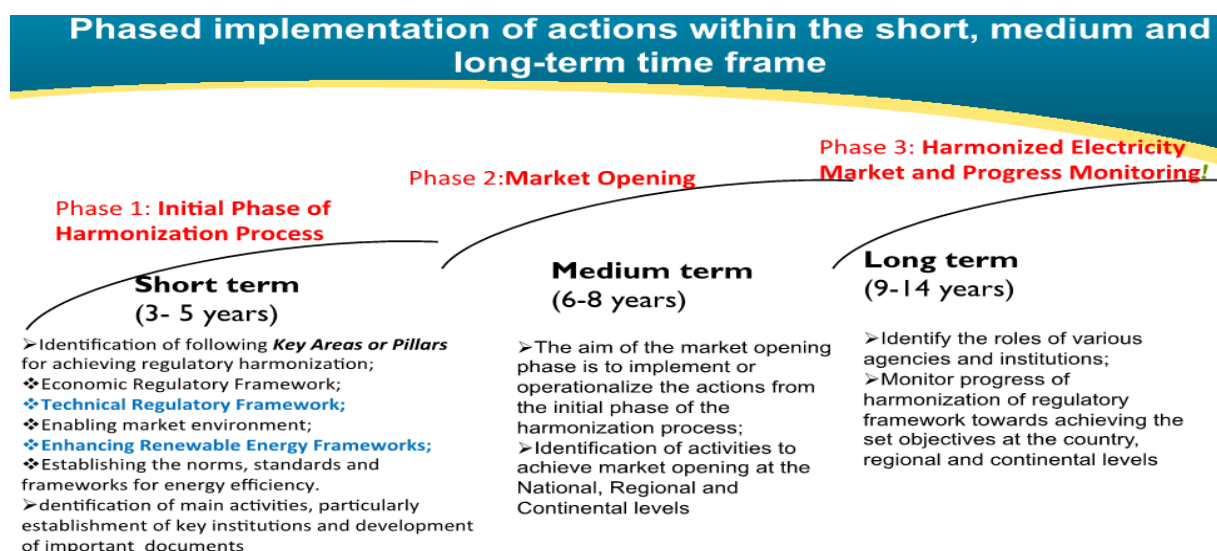 Phased implementation of actions within the short, medium and
long-term time frame
Phase 1: Initial Phase of
Harmonization Process
Short term
(3- 5 years)
➢Identification of following Key Areas or Pillars
for achieving regulatory harmonization;
❖Economic Regulatory Framework;
❖Technical Regulatory Framework;
❖Enabling market environment;
❖Enhancing Renewable Energy Frameworks;
❖Establishing the norms, standards and
frameworks for energy efficiency.
➢dentification of main activities, particularly
establishment of key institutions and development
of important documents
Phase 2:Market Opening
Medium term
(6-8 years)
➢The aim of the market opening
phase is to implement or
operationalize the actions from
the initial phase of the
harmonization process;
➢Identification of activities to
achieve market opening at the
National, Regional and
Continental levels
Phase 3: Harmonized Electricity
Market and Progress Monitoring!
Long term
(9-14 years)
➢Identify the roles of various
agencies and institutions;
➢Monitor progress of
harmonization of regulatory
framework towards achieving the
set objectives at the country,
regional and continental levels